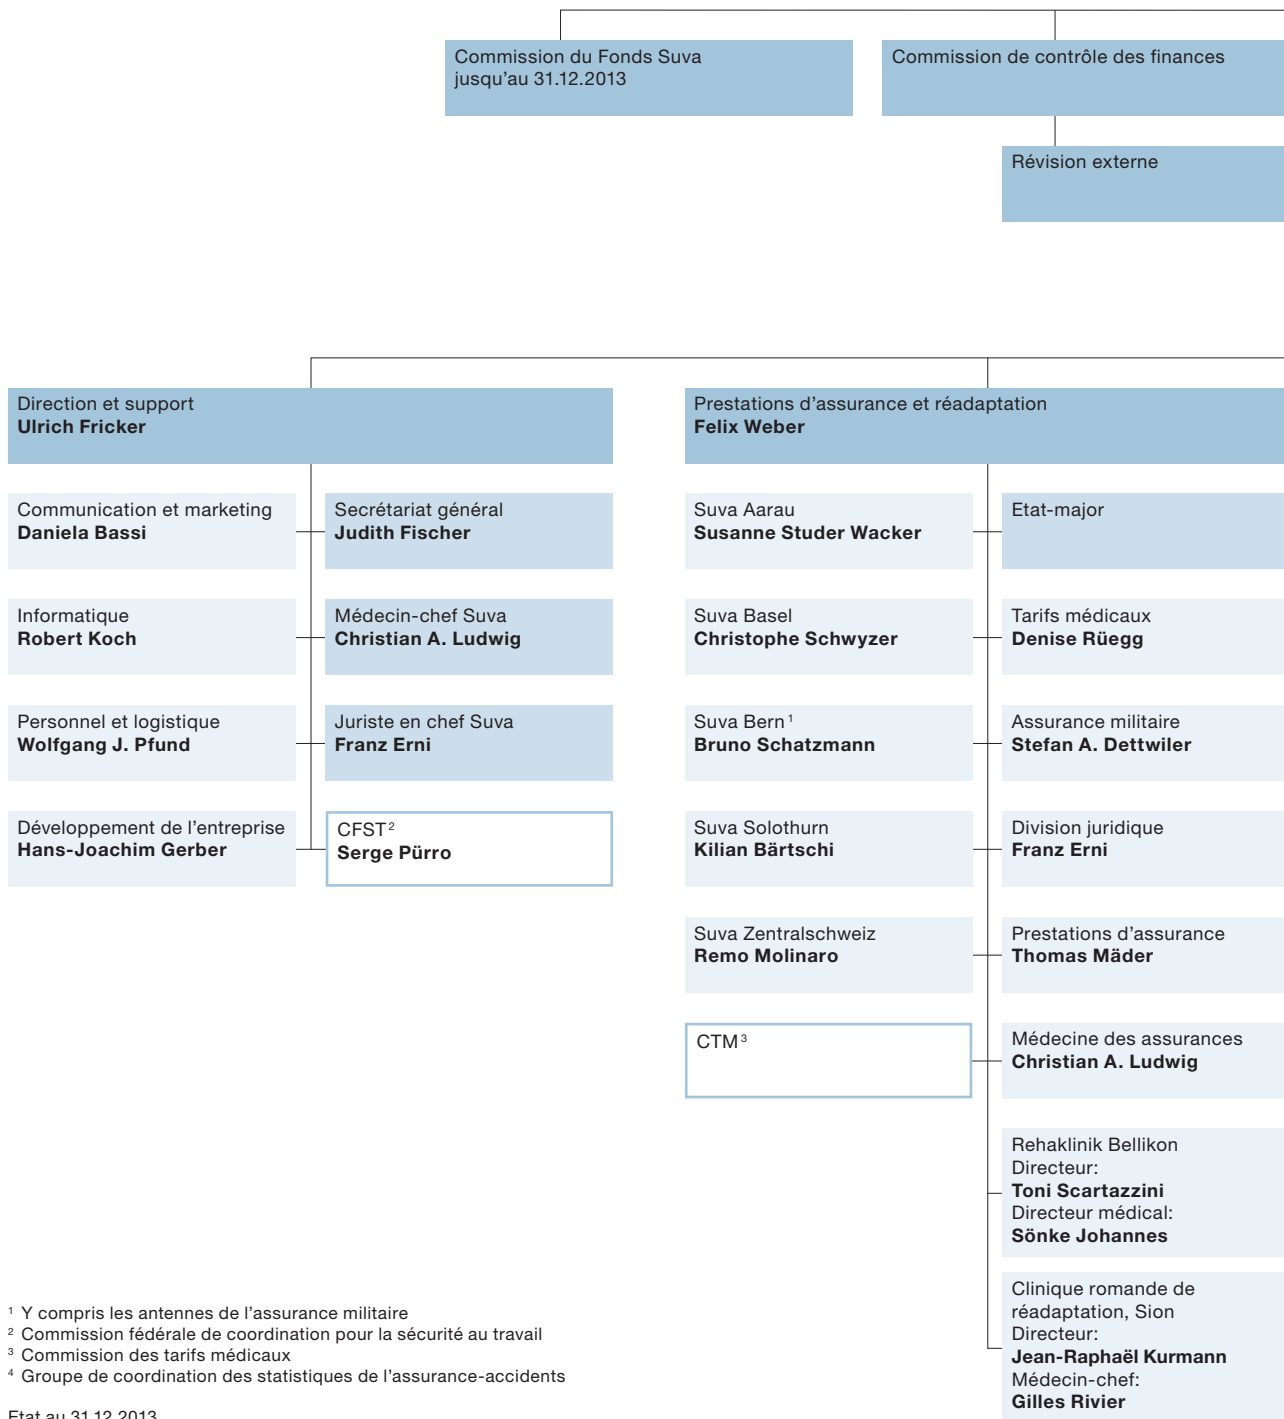 Commission du Fonds Suva
jusqu'au 31.12.2013
Commission de contrôle des finances
Révision externe
Direction et support
Ulrich Fricker
Communication et marketing
Daniela Bassi
Secrétariat général
Judith Fischer
Informatique
Robert Koch
Médecin-chef Suva
Christian A. Ludwig
Personnel et logistique
Wolfgang J. Pfund
Juriste en chef Suva
Franz Erni
Développement de l'entreprise
Hans-Joachim Gerber
CFST ²
Serge Pürro
Prestations d'assurance et réadaptation
Felix Weber
Suva Aarau
Susanne Studer Wacker
Etat-major
Suva Basel
Christophe Schwyzer
Tarifs médicaux
Denise Rüegg
Suva Bern ¹
Bruno Schatzmann
Assurance militaire
Stefan A. Dettwiler
Suva Solothurn
Kilian Bärtschi
Division juridique
Franz Erni
Suva Zentralschweiz
Remo Molinaro
Prestations d'assurance
Thomas Mäder
CTM ³
Médecine des assurances
Christian A. Ludwig
Rehaklinik Bellikon
Directeur:
Toni Scartazzini
Directeur médical:
Sönke Johannes
Clinique romande de
réadaptation, Sion
Directeur:
Jean-Raphaël Kurmann
Médecin-chef:
Gilles Rivier
¹ Y compris les antennes de l'assurance militaire
² Commission fédérale de coordination pour la sécurité au travail
³ Commission des tarifs médicaux
⁴ Groupe de coordination des statistiques de l'assurance-accidents
Etat au 31.12.2013